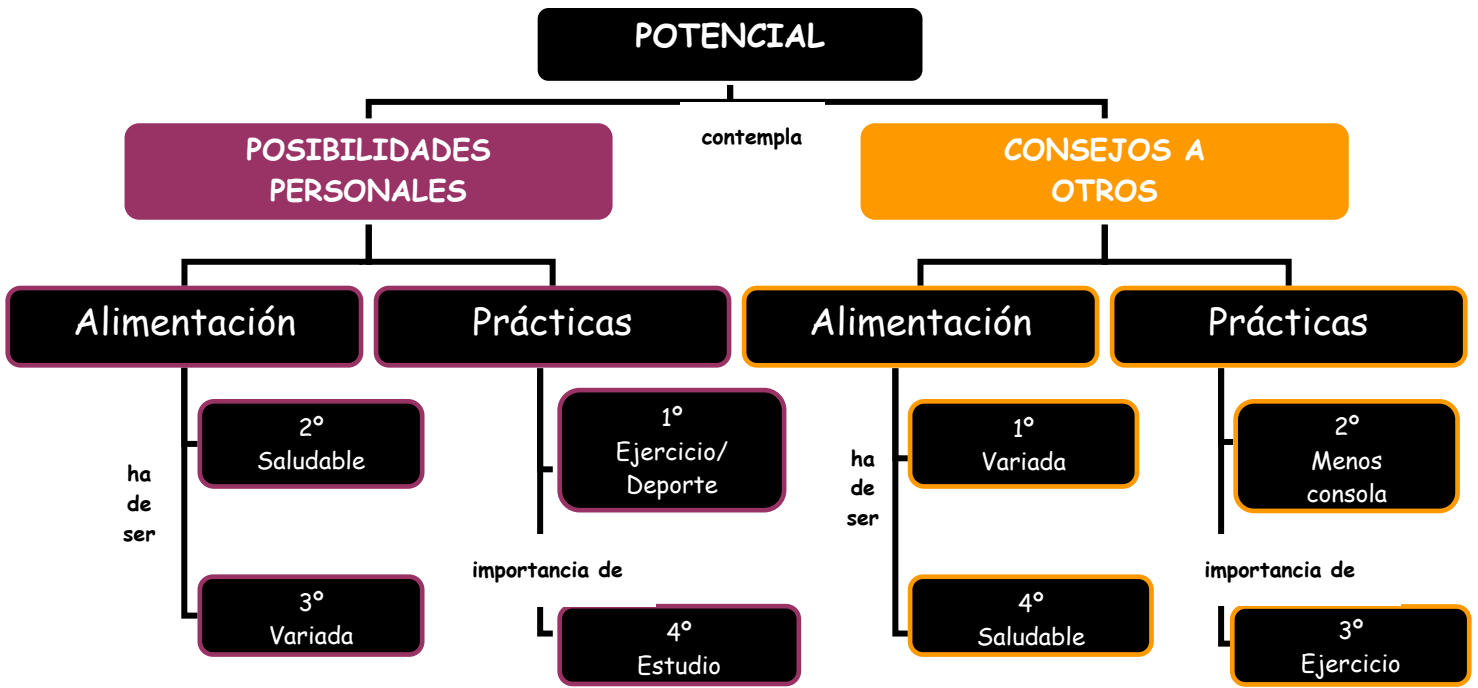 POTENCIAL
contempla
POSIBILIDADES
PERSONALES
CONSEJOS A
OTROS
Alimentación
Prácticas
Alimentación
Prácticas
2º
Saludable
1º
Ejercicio/
Deporte
1º
Variada
2º
Menos
consola
ha
de
ser
ha
de
ser
importancia de
importancia de
3º
Variada
4º
Estudio
4º
Saludable
3º
Ejercicio